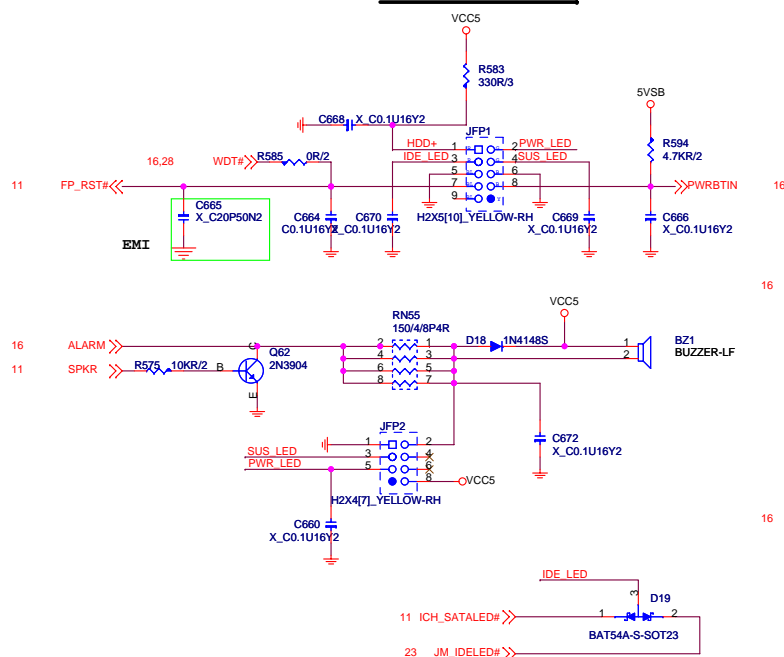 VCC5
R583
330R/3
5VSB
C668
X_C0.1U16Y2
JFP1
R594
4.7KR/2
HDD+
1
2
PWR_LED
16,28
WDT#
R585
0R/2
IDE_LED
3
4
SUS_LED
5
6
11
FP_RST#
7
8
PWRBTIN
16
9
C665
X_C20P50N2
C664
C0.1U16Y2
C670
X_C0.1U16Y2
H2X5[10]_YELLOW-RH
C669
X_C0.1U16Y2
C666
X_C0.1U16Y2
EMI
16
VCC5
RN55
150/4/8P4R
16
ALARM
C
Q62
2N3904
2
1
D18
1N4148S
1
BZ1
BUZZER-LF
11
SPKR
R575
10KR/2
B
4
3
2
6
5
E
8
7
JFP2
C672
X_C0.1U16Y2
1
2
SUS_LED
3
4
PWR_LED
5
6
8
VCC5
H2X4[7]_YELLOW-RH
C660
X_C0.1U16Y2
16
IDE_LED
3
D19
11
ICH_SATALED#
1
2
BAT54A-S-SOT23
23
JM_IDELED#